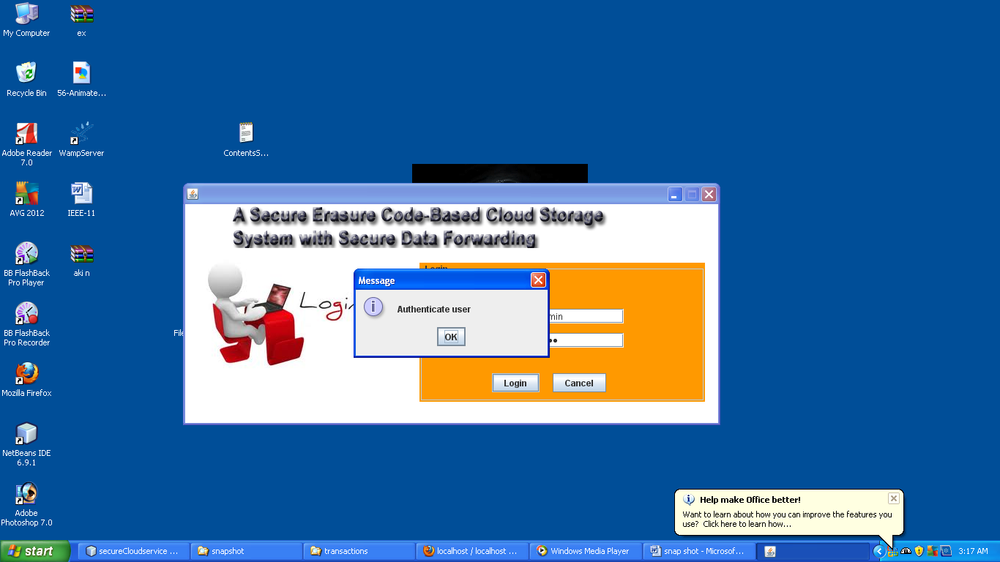 My Computer
ex
Recycle Bin
56-Animate...
Adobe Reader
7.0
WampServer
ContentsS...
AVG 2012
IEEE-11
BB FlashBack
Pro Player
aki n
BB FlashBack
Pro Recorder
File
Mozilla Firefox
NetBeans IDE
6.9.1
Adobe
Photoshop 7.0
A Secure Erasure Code-Based Cloud Storage
System with Secure Data Forwarding
Login
Login
min
Login
Cancel
Message
Authenticate user
OK
Help make Office better!
Want to learn about how you can improve the features you
use? Click here to learn how...
start
secureCloudservice ...
snapshot
transactions
localhost / localhost ...
Windows Media Player
snap shot - Microsof...
3:17 AM